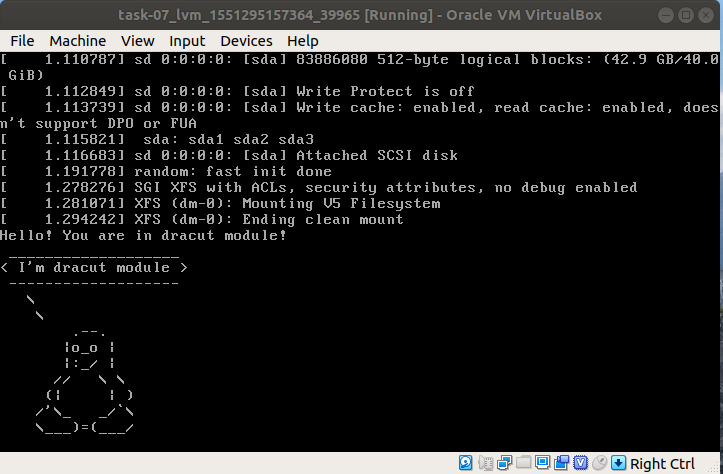 task-07_lvm_1551295157364_39965 [Running] - Oracle VM VirtualBox
File Machine View Input Devices Help
[    1.110787] sd 0:0:0:0: [sda] 83886080 512-byte logical blocks: (42.9 GB/40.0
 GiB)
[    1.112849] sd 0:0:0:0: [sda] Write Protect is off
[    1.113739] sd 0:0:0:0: [sda] Write cache: enabled, read cache: enabled, does
n't support DPO or FUA
[    1.115821]  sda: sda1 sda2 sda3
[    1.116683] sd 0:0:0:0: [sda] Attached SCSI disk
[    1.191778] random: fast init done
[    1.278276] SGI XFS with ACLs, security attributes, no debug enabled
[    1.281071] XFS (dm-0): Mounting V5 Filesystem
[    1.294242] XFS (dm-0): Ending clean mount
Hello! You are in dracut module!
 ___________________
< I'm dracut module >
 -------------------
   \
    \
        .--.
       |o_o |
       |:_/ |
      //   \ \
     (|     | )
    /'\_   _/`\
    \___)=(___/
Right Ctrl